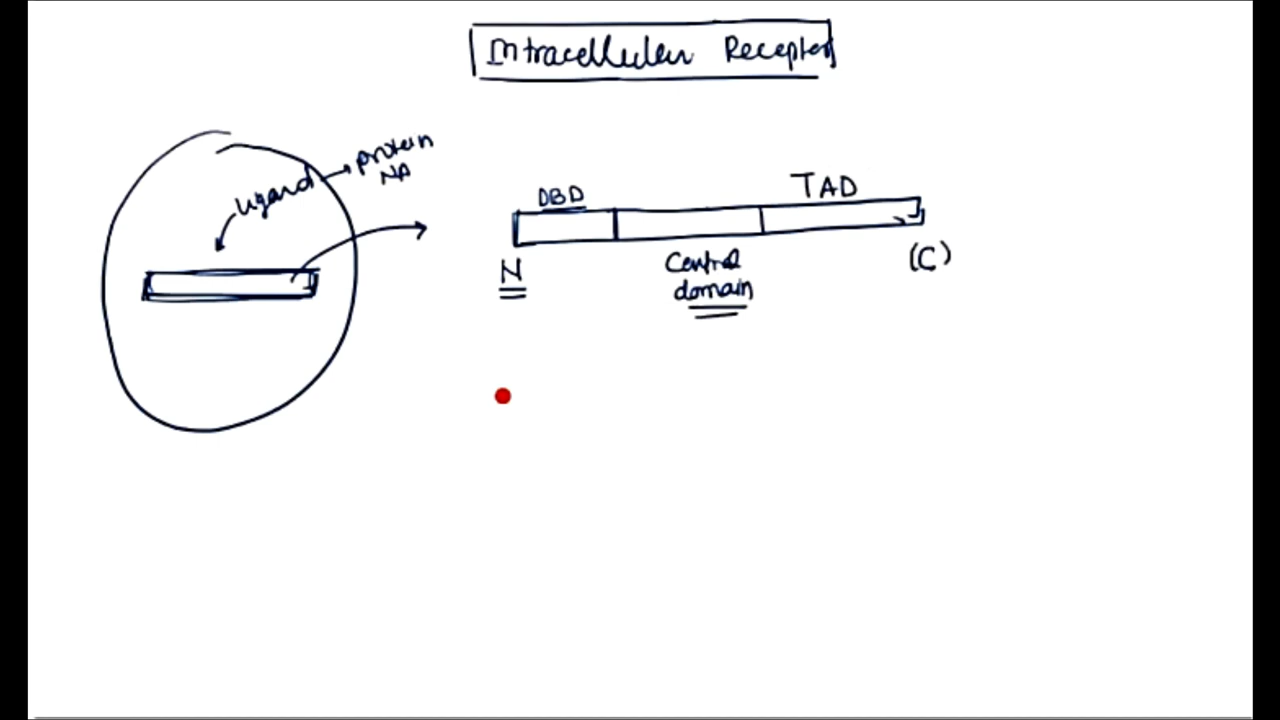 Intracellular Receptor
ligand → protein
NA
DBD
TAD
N
Central
domain
(C)